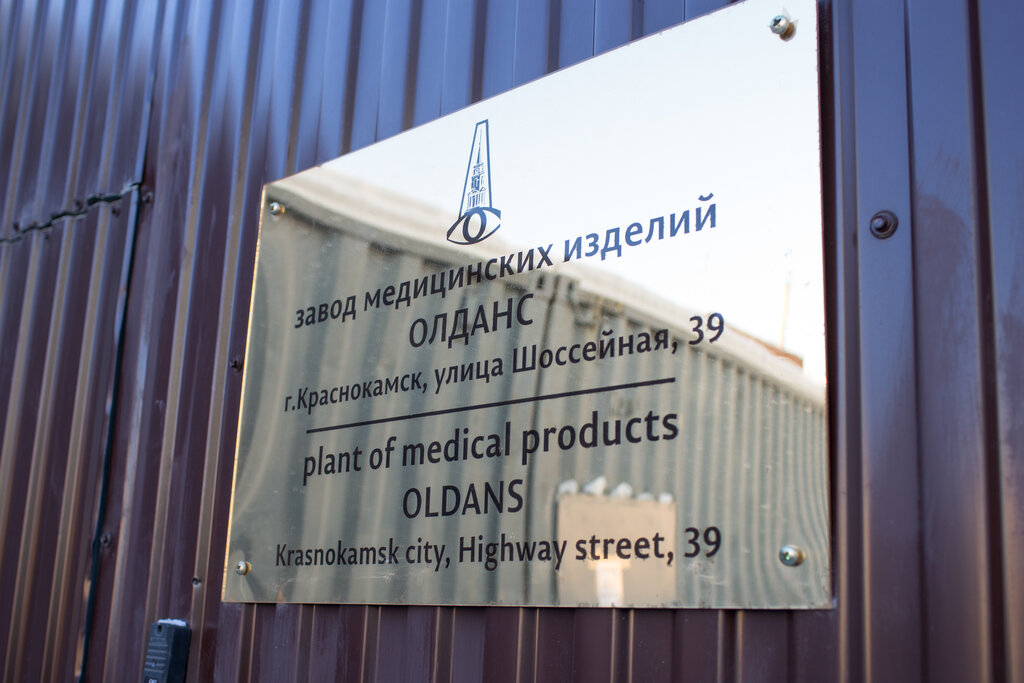 завод медицинских изделий
ОЛДАНС
г.Краснокамск, улица Шоссейная, 39
plant of medical products
OLDANS
Krasnokamsk city, Highway street, 39